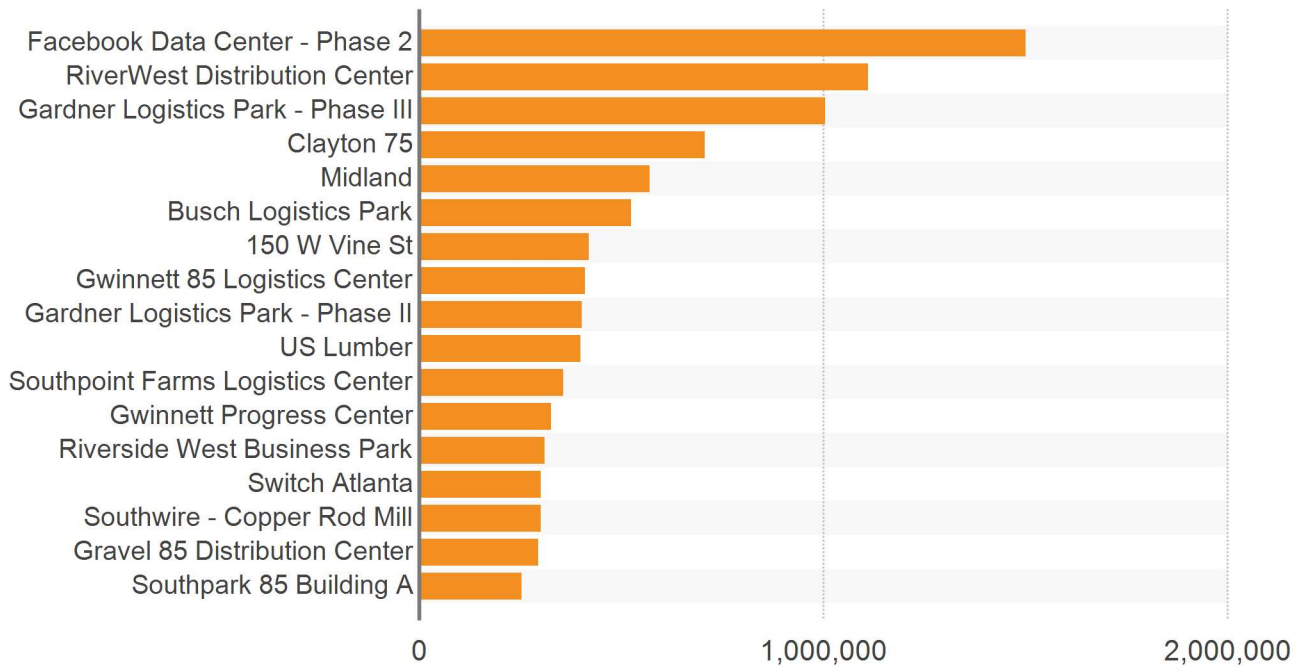 Facebook Data Center - Phase 2
RiverWest Distribution Center
Gardner Logistics Park - Phase III
Clayton 75
Midland
Busch Logistics Park
150 W Vine St
Gwinnett 85 Logistics Center
Gardner Logistics Park - Phase II
US Lumber
Southpoint Farms Logistics Center
Gwinnett Progress Center
Riverside West Business Park
Switch Atlanta
Southwire - Copper Rod Mill
Gravel 85 Distribution Center
Southpark 85 Building A
0 1,000,000 2,000,000